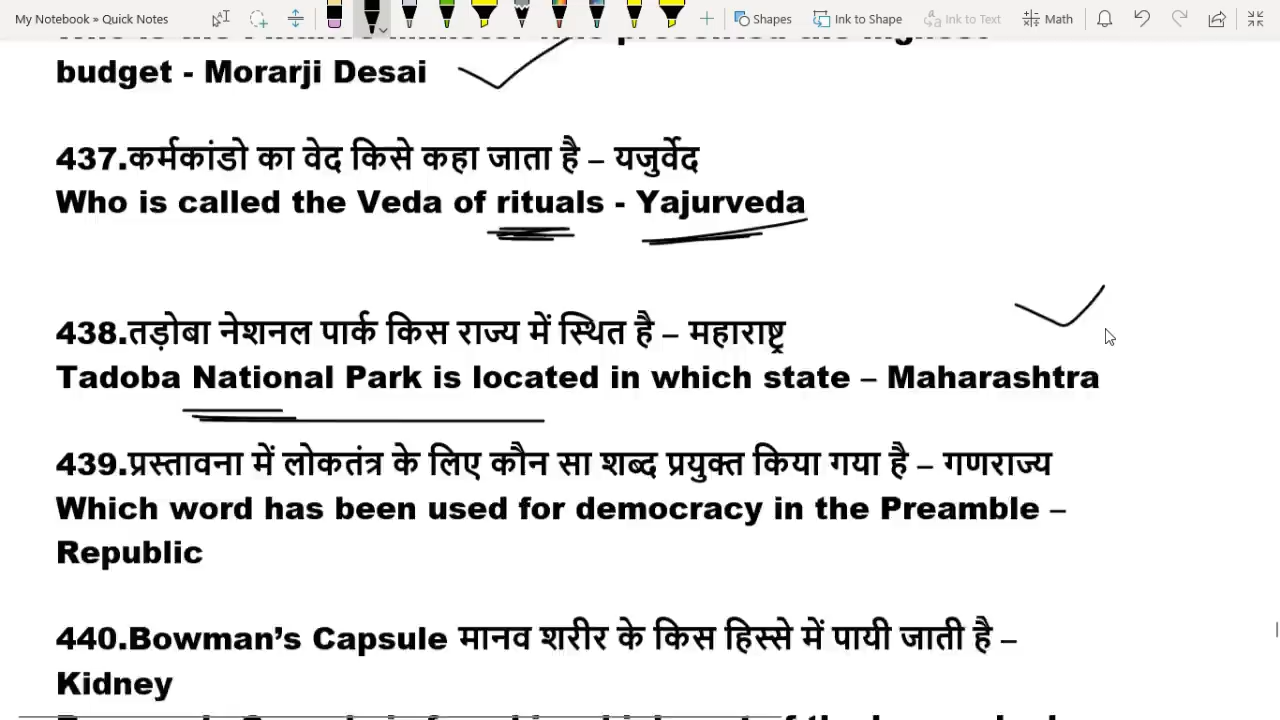 My Notebook » Quick Notes
Shapes
Ink to Shape
Ink to Text
Math
budget - Morarji Desai
437.कर्मकांडो का वेद किसे कहा जाता है – यजुर्वेद
Who is called the Veda of rituals - Yajurveda
438.तड़ोबा नेशनल पार्क किस राज्य में स्थित है – महाराष्ट्र
Tadoba National Park is located in which state – Maharashtra
439.प्रस्तावना में लोकतंत्र के लिए कौन सा शब्द प्रयुक्त किया गया है – गणराज्य
Which word has been used for democracy in the Preamble –
Republic
440.Bowman’s Capsule मानव शरीर के किस हिस्से में पायी जाती है –
Kidney